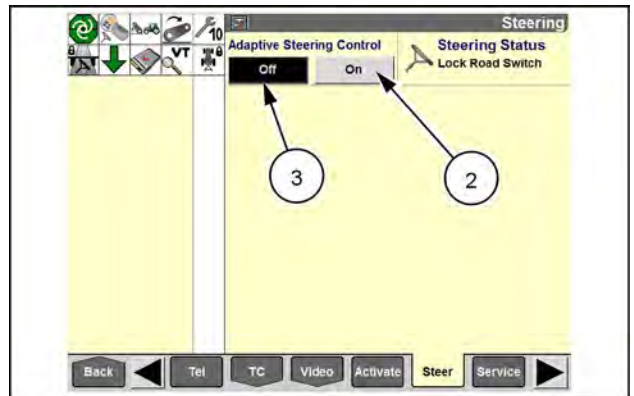 Steering
10
VT
Adaptive Steering Control
Off
On
Steering Status
Lock Road Switch
3
2
Back
Tel
TC
Video
Activate
Steer
Service